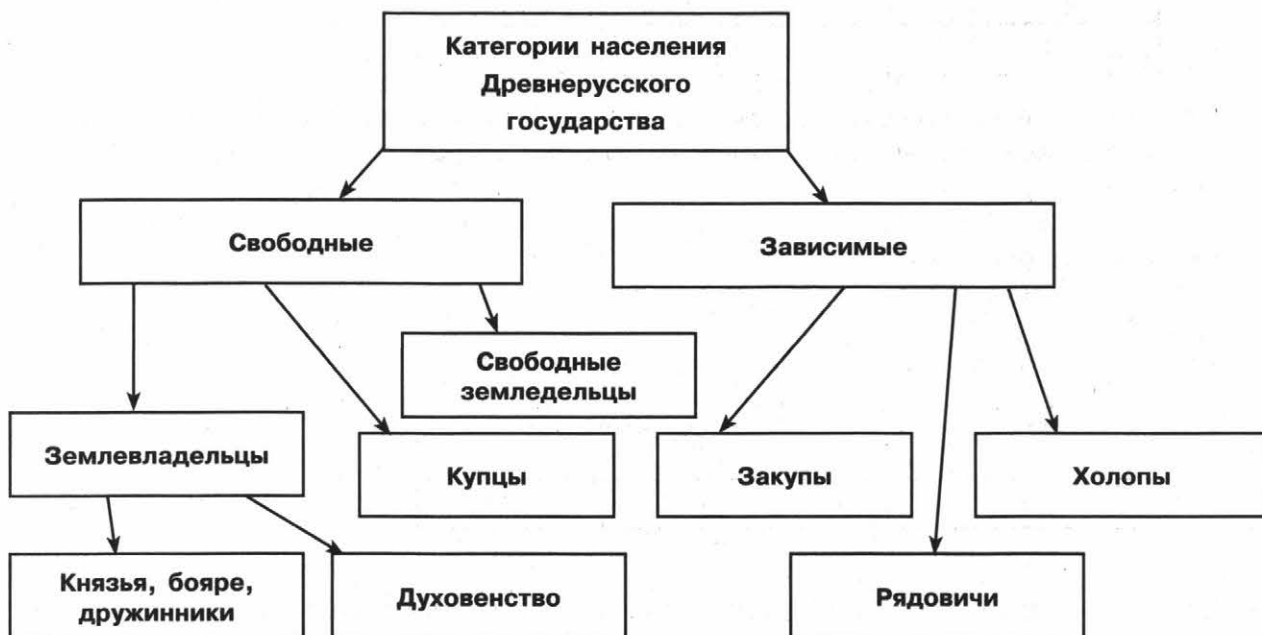 Категории населения
Древнерусского
государства
Свободные
Зависимые
Свободные
земледельцы
Землевладельцы
Купцы
Закупы
Холопы
Князья, бояре,
дружинники
Духовенство
Рядовичи